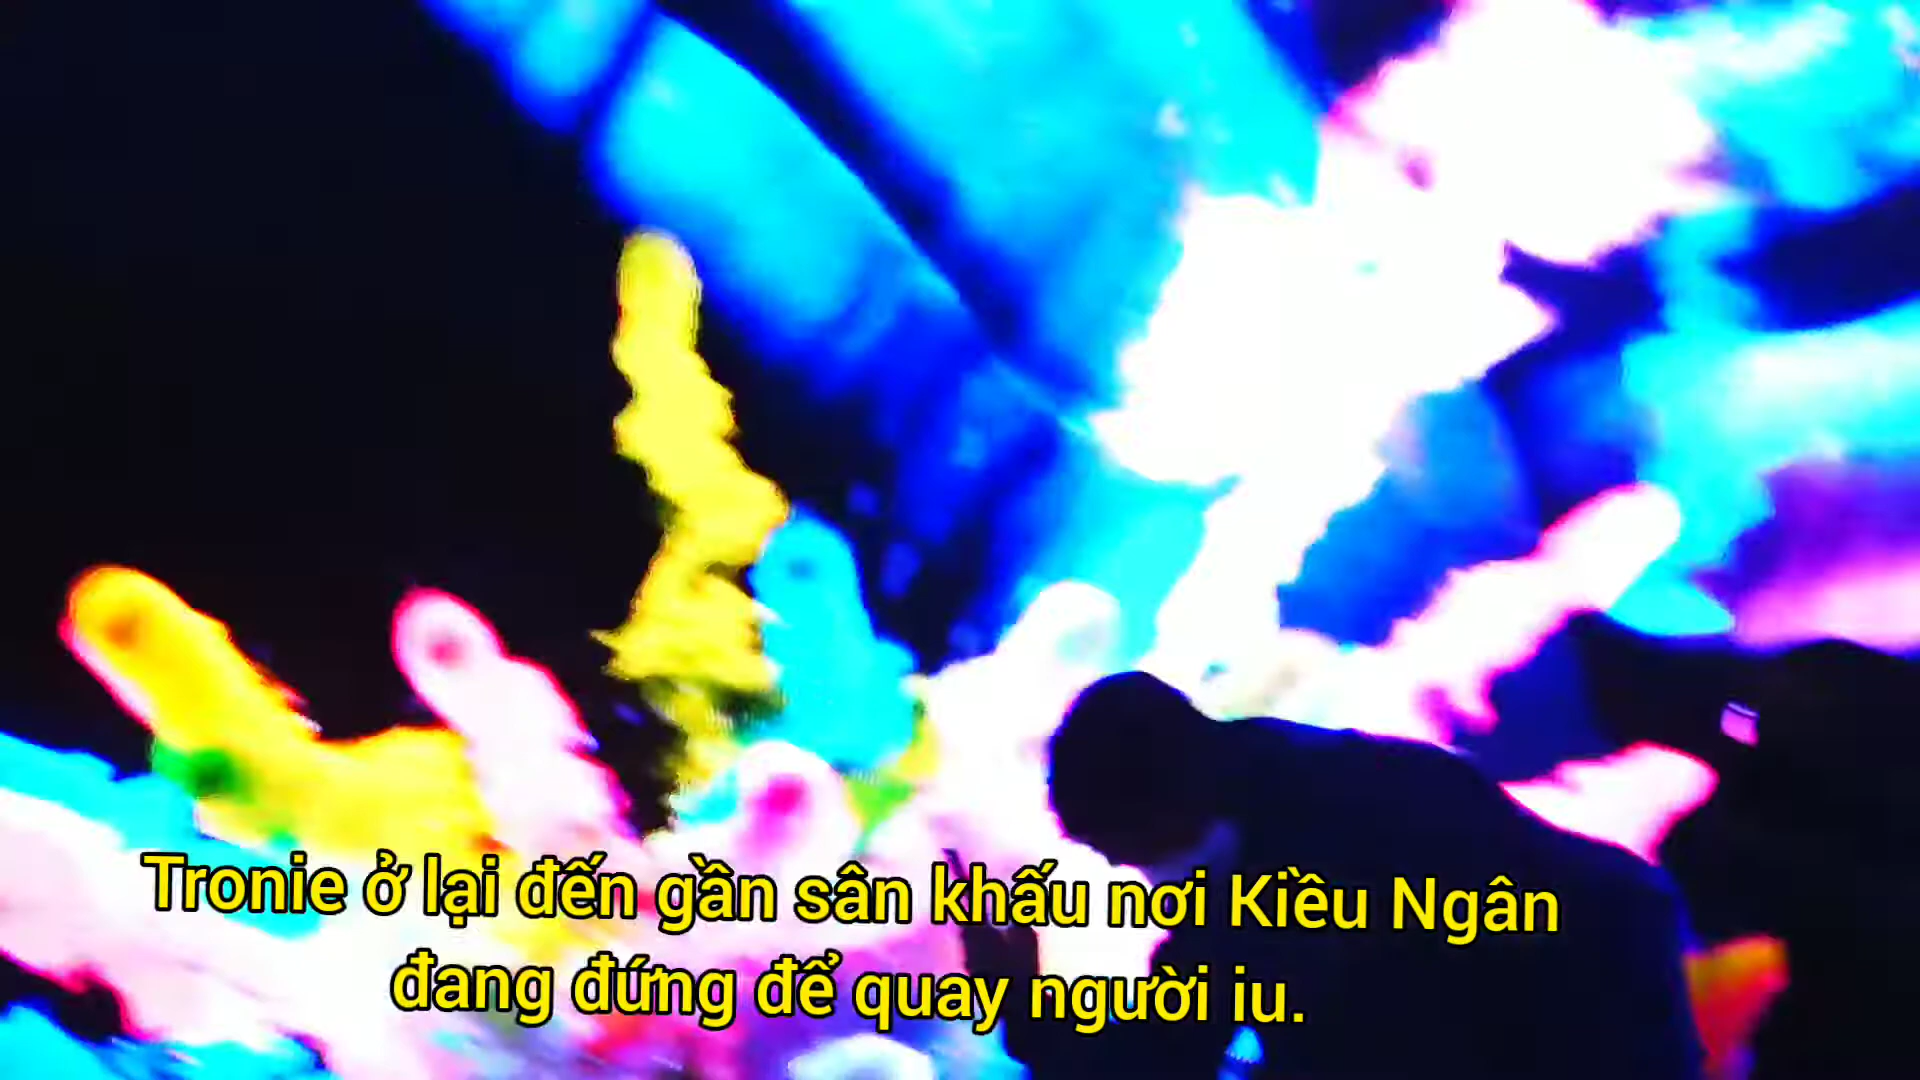 Tronie ở lại đến gần sân khấu nơi Kiều Ngân
đang đứng để quay người iu.